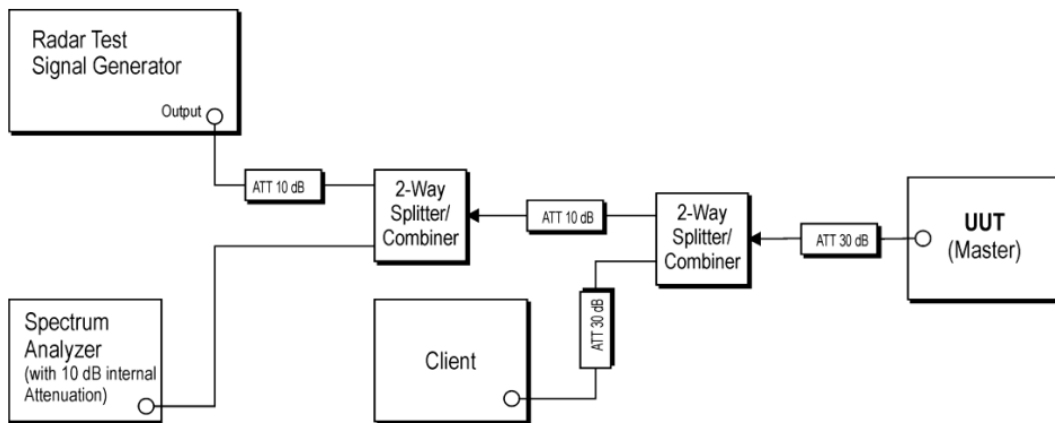 Radar Test
Signal Generator
Output
ATT 10 dB
2-Way
Splitter/
Combiner
ATT 10 dB
2-Way
Splitter/
Combiner
ATT 30 dB
UUT
(Master)
Spectrum
Analyzer
(with 10 dB internal
Attenuation)
Client
ATT 30 dB